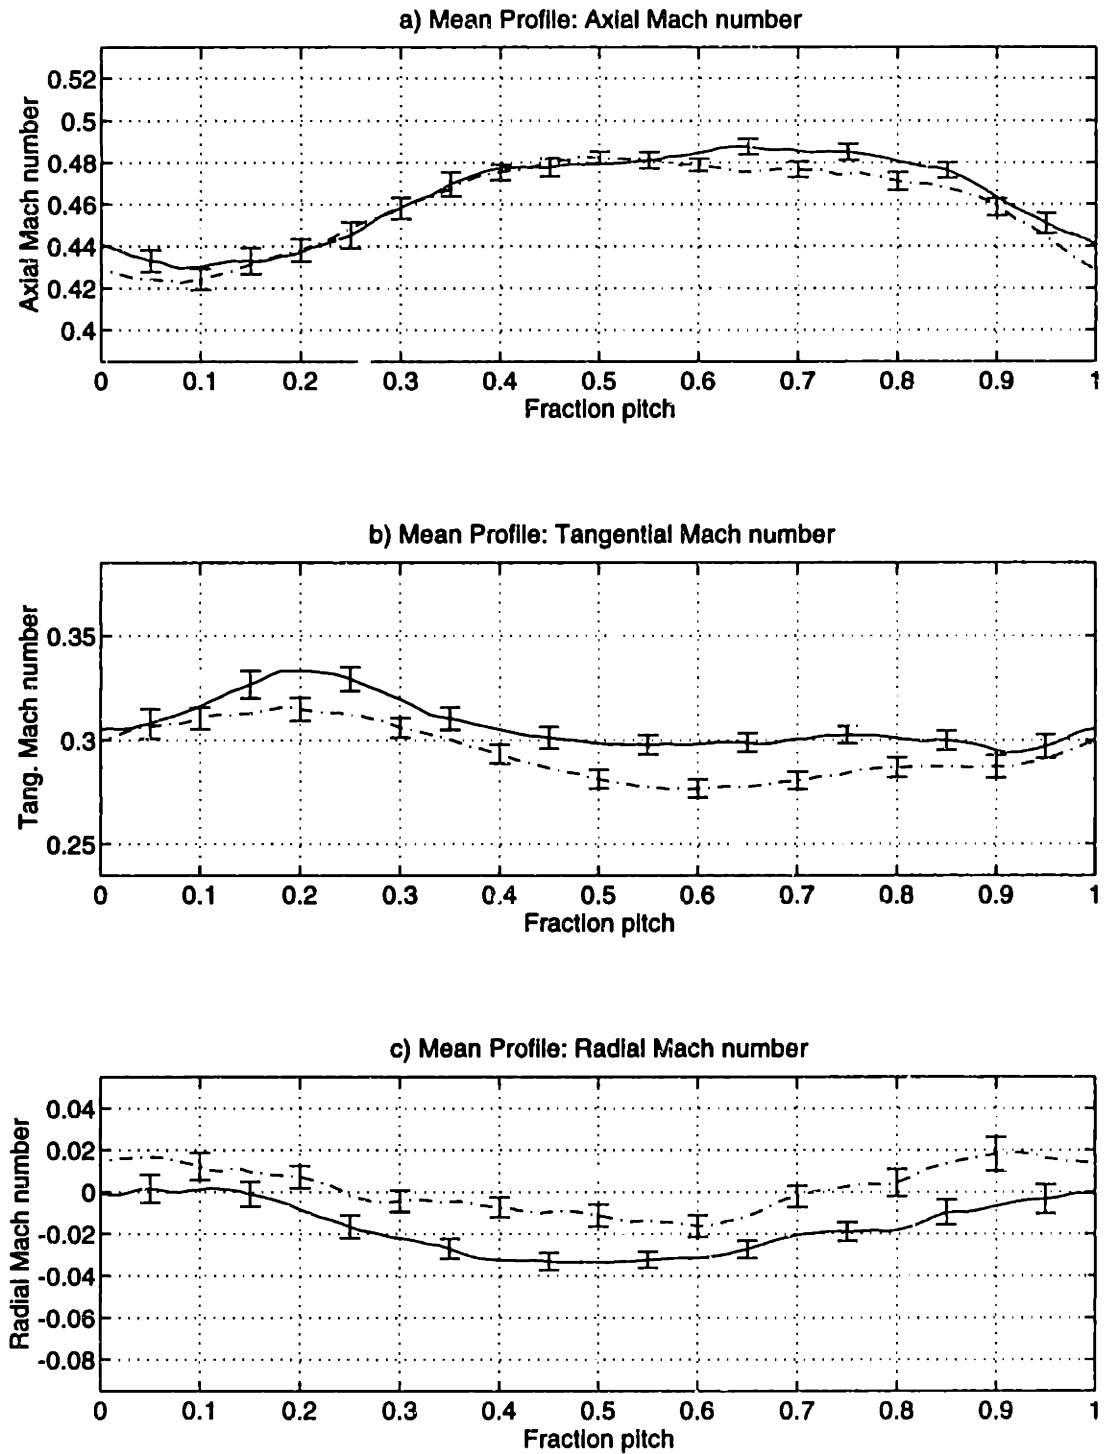 a) Mean Profile: Axial Mach number
Axial Mach number
0.52
0.5
0.48
0.46
0.44
0.42
0.4
0 0.1 0.2 0.3 0.4 0.5 0.6 0.7 0.8 0.9 1
Fraction pitch
b) Mean Profile: Tangential Mach number
Tang. Mach number
0.35
0.3
0.25
0 0.1 0.2 0.3 0.4 0.5 0.6 0.7 0.8 0.9 1
Fraction pitch
c) Mean Profile: Radial Mach number
Radial Mach number
0.04
0.02
0
-0.02
-0.04
-0.06
-0.08
0 0.1 0.2 0.3 0.4 0.5 0.6 0.7 0.8 0.9 1
Fraction pitch